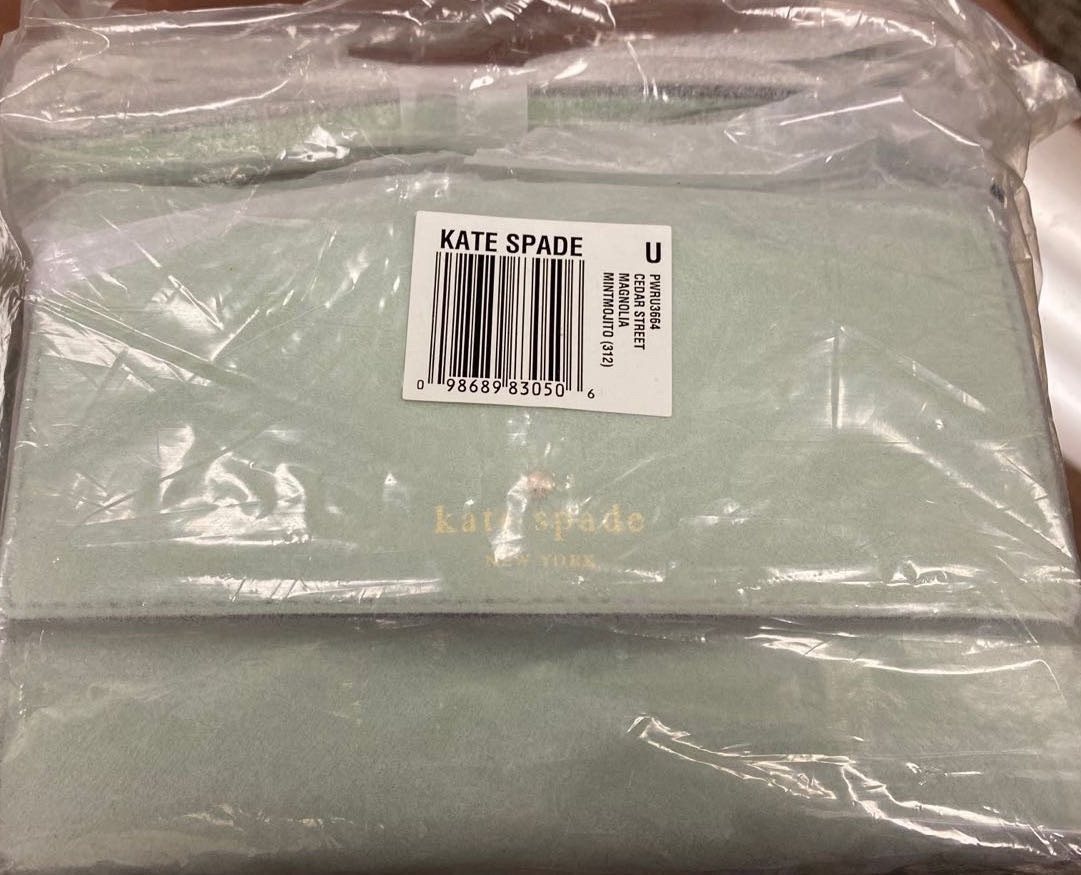 KATE SPADE
U
PWRU3664
CEDAR STREET
MAGNOLIA
MINTMOJITO (312)
0 98689 83050 6
kate spade
NEW YORK